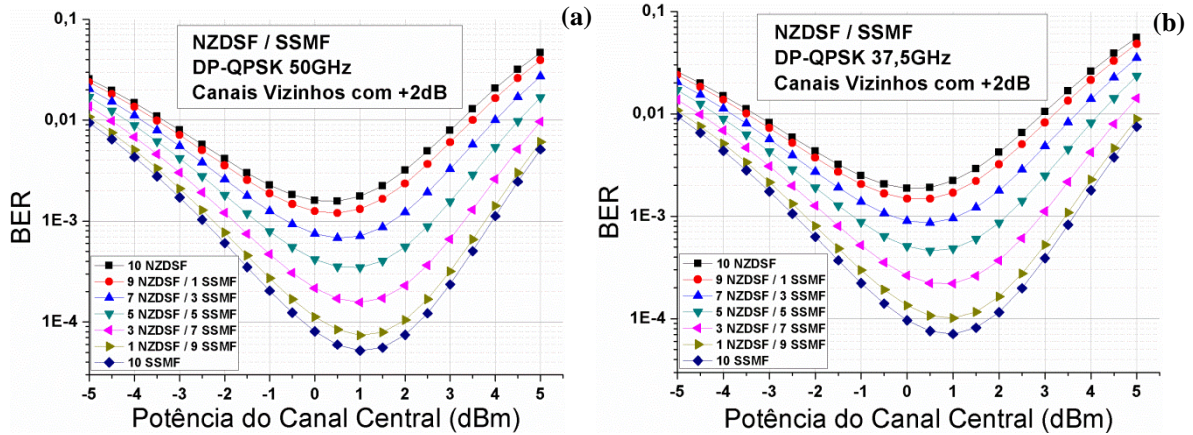 (a)
NZDSF / SSMF
DP-QPSK 50GHz
Canais Vizinhos com +2dB
0,1
0,01
1E-3
1E-4
BER
10 NZDSF
9 NZDSF / 1 SSMF
7 NZDSF / 3 SSMF
5 NZDSF / 5 SSMF
3 NZDSF / 7 SSMF
1 NZDSF / 9 SSMF
10 SSMF
-5 -4 -3 -2 -1 0 1 2 3 4 5
Potência do Canal Central (dBm)
(b)
NZDSF / SSMF
DP-QPSK 37,5GHz
Canais Vizinhos com +2dB
0,1
0,01
1E-3
1E-4
BER
10 NZDSF
9 NZDSF / 1 SSMF
7 NZDSF / 3 SSMF
5 NZDSF / 5 SSMF
3 NZDSF / 7 SSMF
1 NZDSF / 9 SSMF
10 SSMF
-5 -4 -3 -2 -1 0 1 2 3 4 5
Potência do Canal Central (dBm)